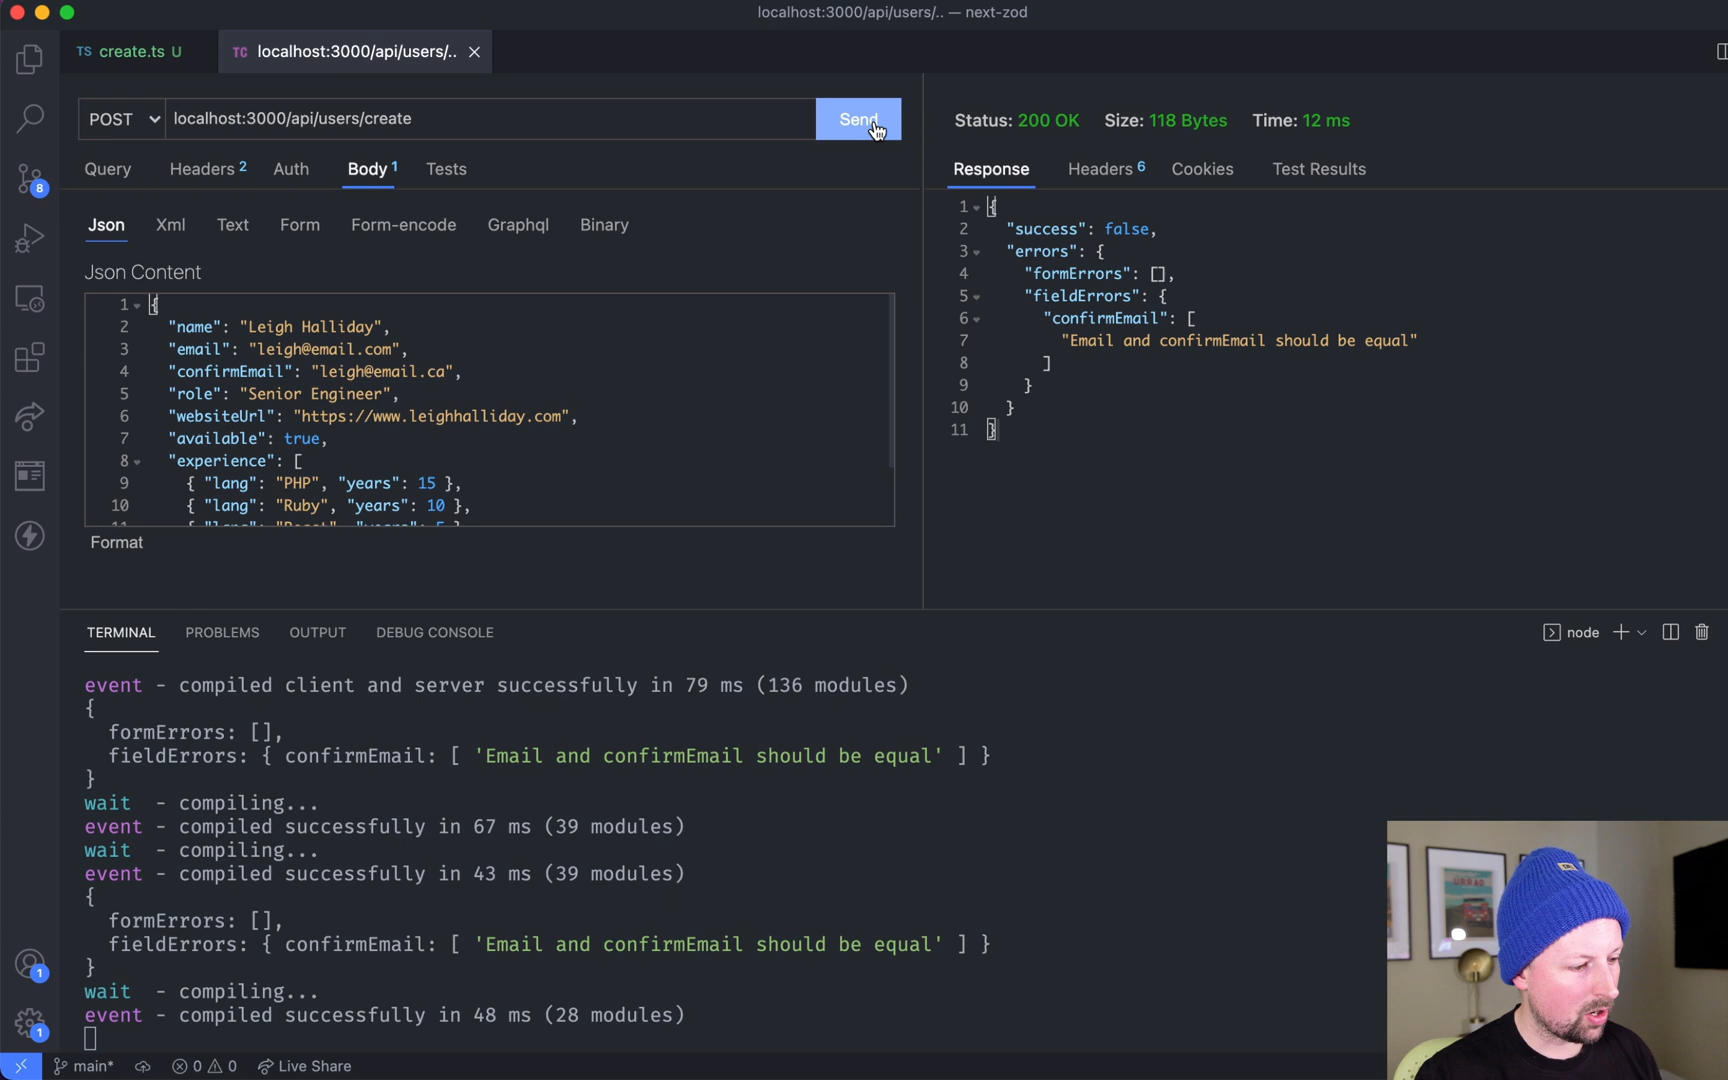 localhost:3000/api/users/.. — next-zod
TS create.ts U
TC localhost:3000/api/users/..
POST localhost:3000/api/users/create Send
Query Headers 2 Auth Body 1 Tests
Json Xml Text Form Form-encode Graphql Binary
Json Content
1 {
2 "name": "Leigh Halliday",
3 "email": "leigh@email.com",
4 "confirmEmail": "leigh@email.ca",
5 "role": "Senior Engineer",
6 "websiteUrl": "https://www.leighhalliday.com",
7 "available": true,
8 "experience": [
9 { "lang": "PHP", "years": 15 },
10 { "lang": "Ruby", "years": 10 },
Format
Status: 200 OK Size: 118 Bytes Time: 12 ms
Response Headers 6 Cookies Test Results
1 {
2 "success": false,
3 "errors": {
4 "formErrors": [],
5 "fieldErrors": {
6 "confirmEmail": [
7 "Email and confirmEmail should be equal"
8 ]
9 }
10 }
11 }
TERMINAL PROBLEMS OUTPUT DEBUG CONSOLE
node
event - compiled client and server successfully in 79 ms (136 modules)
{
formErrors: [],
fieldErrors: { confirmEmail: [ 'Email and confirmEmail should be equal' ] }
}
wait - compiling...
event - compiled successfully in 67 ms (39 modules)
wait - compiling...
event - compiled successfully in 43 ms (39 modules)
{
formErrors: [],
fieldErrors: { confirmEmail: [ 'Email and confirmEmail should be equal' ] }
}
wait - compiling...
event - compiled successfully in 48 ms (28 modules)
8
1
1
main* 0 0 Live Share